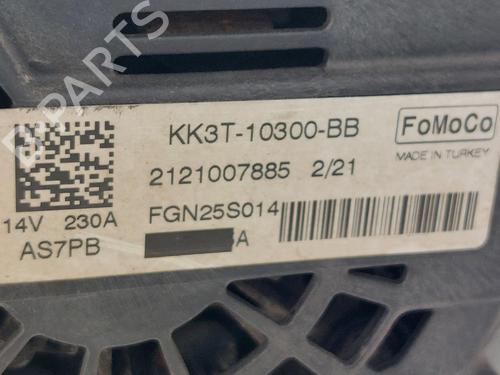 KK3T-10300-BB
FoMoCo
MADE IN TURKEY
2121007885 2/21
14V 230A
FGN25S014
AS7PB
A
B-PARTS